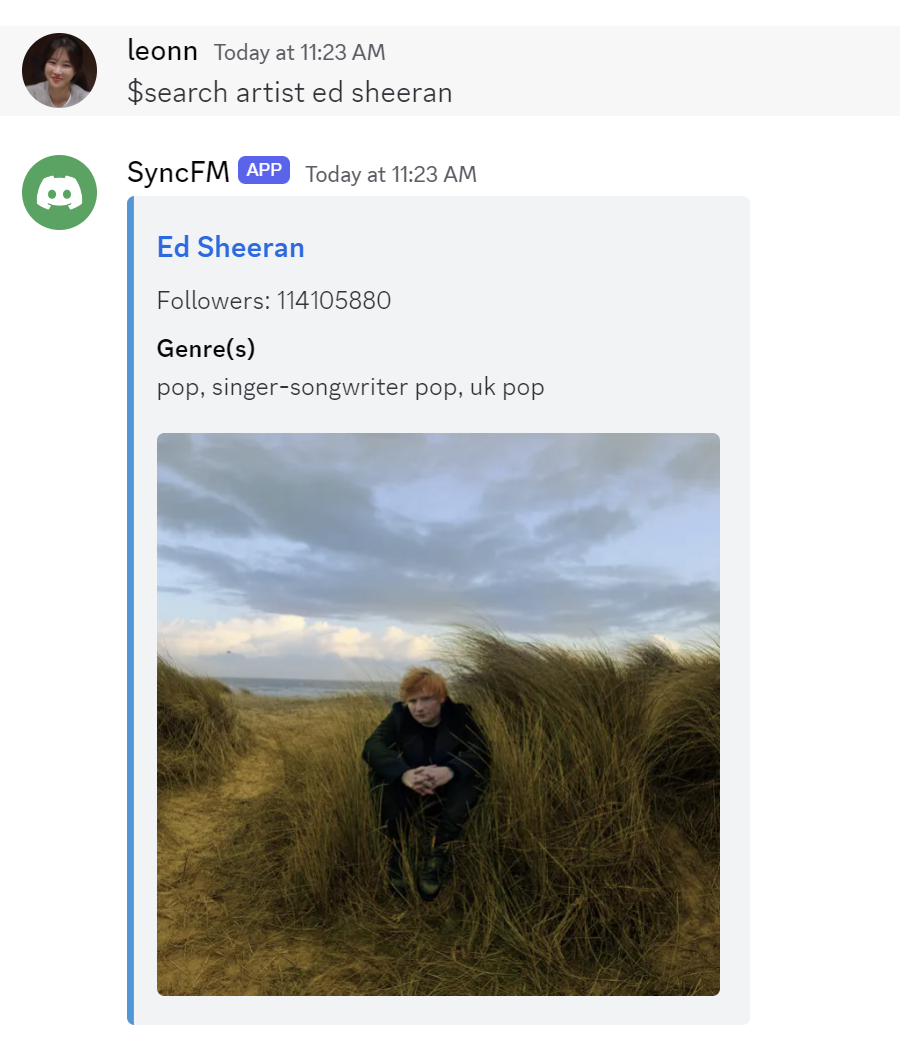 leonn Today at 11:23 AM
$search artist ed sheeran
SyncFM APP Today at 11:23 AM
Ed Sheeran
Followers: 114105880
Genre(s)
pop, singer-songwriter pop, uk pop